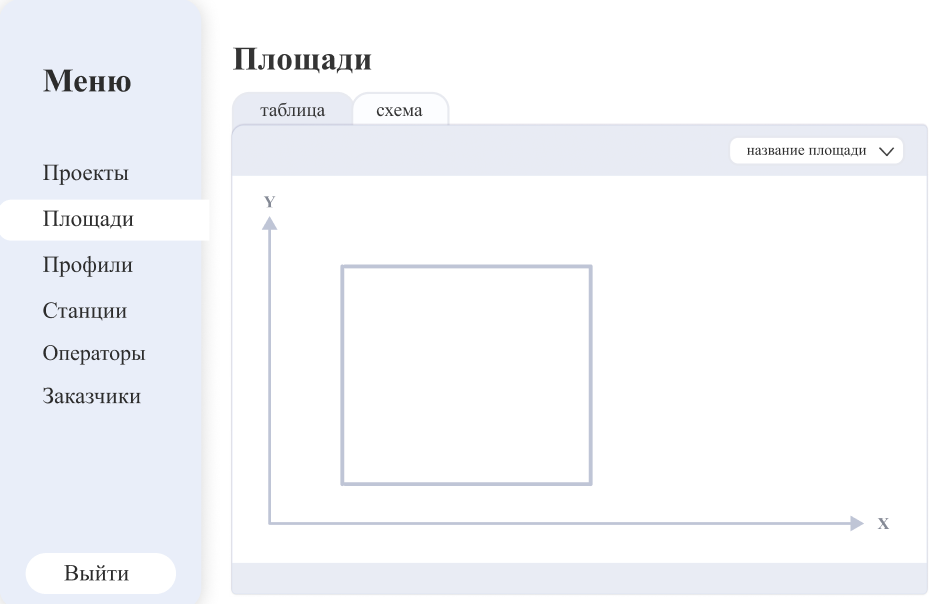 Меню
Проекты
Площади
Профили
Станции
Операторы
Заказчики
Выйти
Площади
таблица
схема
название площади
Y
X